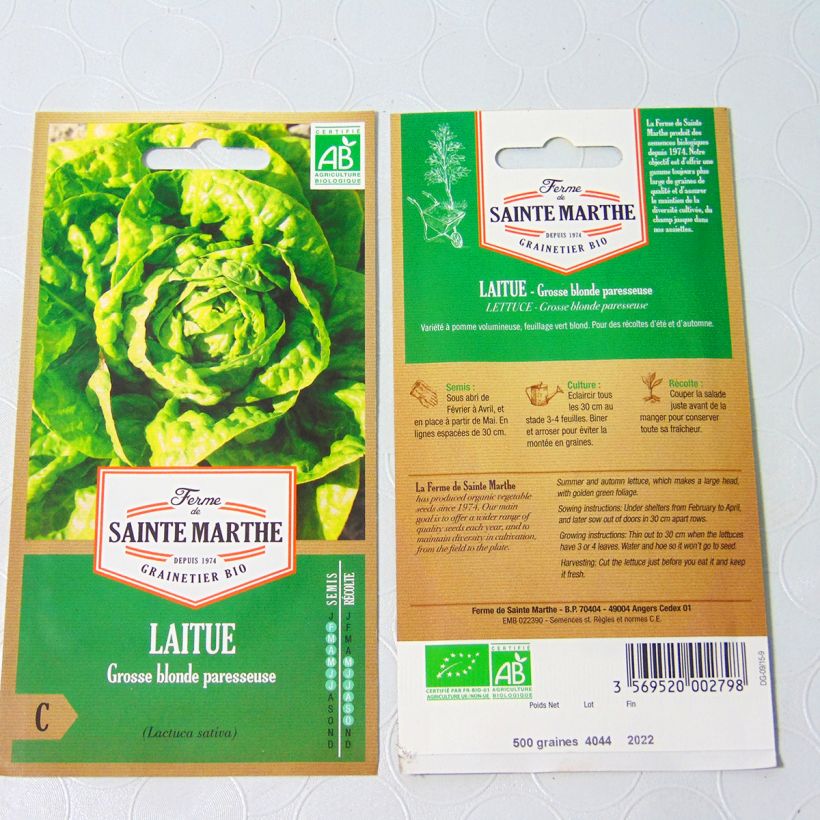 CERTIFIÉ
AB
AGRICULTURE
BIOLOGIQUE
Ferme
de
SAINTE MARTHE
DEPUIS 1974
GRAINETIER BIO
LAITUE
Grosse blonde paresseuse
C
(Lactuca sativa)
SEMIS
RÉCOLTE
J J
F F
M M
A A
M M
J J
J J
A A
S S
O O
N N
D D
Ferme
de
SAINTE MARTHE
DEPUIS 1974
GRAINETIER BIO
La Ferme de Sainte
Marthe produit des
semences biologiques
depuis 1974. Notre
objectif est d'offrir une
gamme toujours plus
large de graines de
qualité et d'assurer
le maintien de la
diversité cultivée, du
champ jusque dans
nos assiettes.
LAITUE - Grosse blonde paresseuse
LETTUCE - Grosse blonde paresseuse
Variété à pomme volumineuse, feuillage vert blond. Pour des récoltes d'été et d'automne.
Semis :
Sous abri de
Février à Avril, et
en place à partir de Mai. En
lignes espacées de 30 cm.
Culture :
Eclaircir tous
les 30 cm au
stade 3-4 feuilles. Biner
et arroser pour éviter la
montée en graines.
Récolte :
Couper la salade
juste avant de la
manger pour conserver
toute sa fraîcheur.
La Ferme de Sainte Marthe
has produced organic vegetable
seeds since 1974. Our main
goal is to offer a wider range of
quality seeds each year, and to
maintain diversity in cultivation,
from the field to the plate.
Summer and automn lettuce, which makes a large head,
with golden green foliage.
Sowing instructions: Under shelters from February to April,
and later sow out of doors in 30 cm apart rows.
Growing instructions: Thin out to 30 cm when the lettuces
have 3 or 4 leaves. Water and hoe so it won't go to seed.
Harvesting: Cut the lettuce just before you eat it and keep
it fresh.
Ferme de Sainte Marthe - B.P. 70404 - 49004 Angers Cedex 01
EMB 022390 - Semences st. Règles et normes C.E.
CERTIFIÉ PAR FR-BIO-01
AGRICULTURE UE/NON-UE
CERTIFIÉ
AB
AGRICULTURE
BIOLOGIQUE
3 569520 002798
DG-09/15-9
Poids Net Lot Fin
500 graines 4044 2022